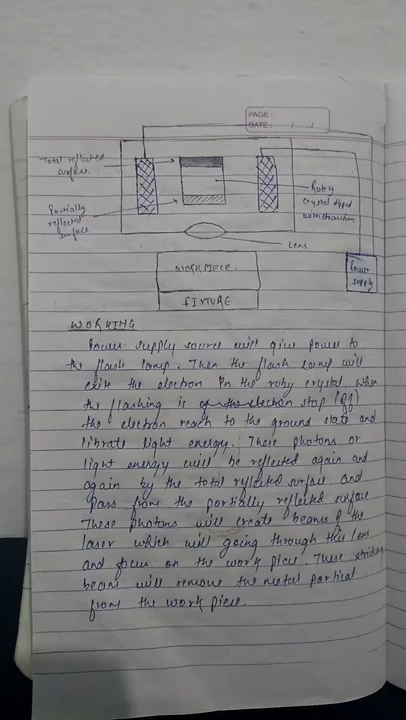 PAGE:
DATE: / /
Total reflected
surface.
Partially
reflected
surface
Ruby
crystal dipped
with chromium
Lens
WORKPIECE.
FIXTURE
Power
supply
WORKING
Power supply source will give power to
the flash lamp. Then the flash lamp will
exite the electron in the ruby crystal. When
the flashing is of the electron stop (off)
the electron reach to the ground state and
librate light energy. These photons or
light energy will be reflected again and
again by the total reflected surface and
pass from the partially reflected surface
These photons will create beams of the
laser which will going through this lens
and focus on the work piece. These striking
beans will remove the metal partical
from the work piece.